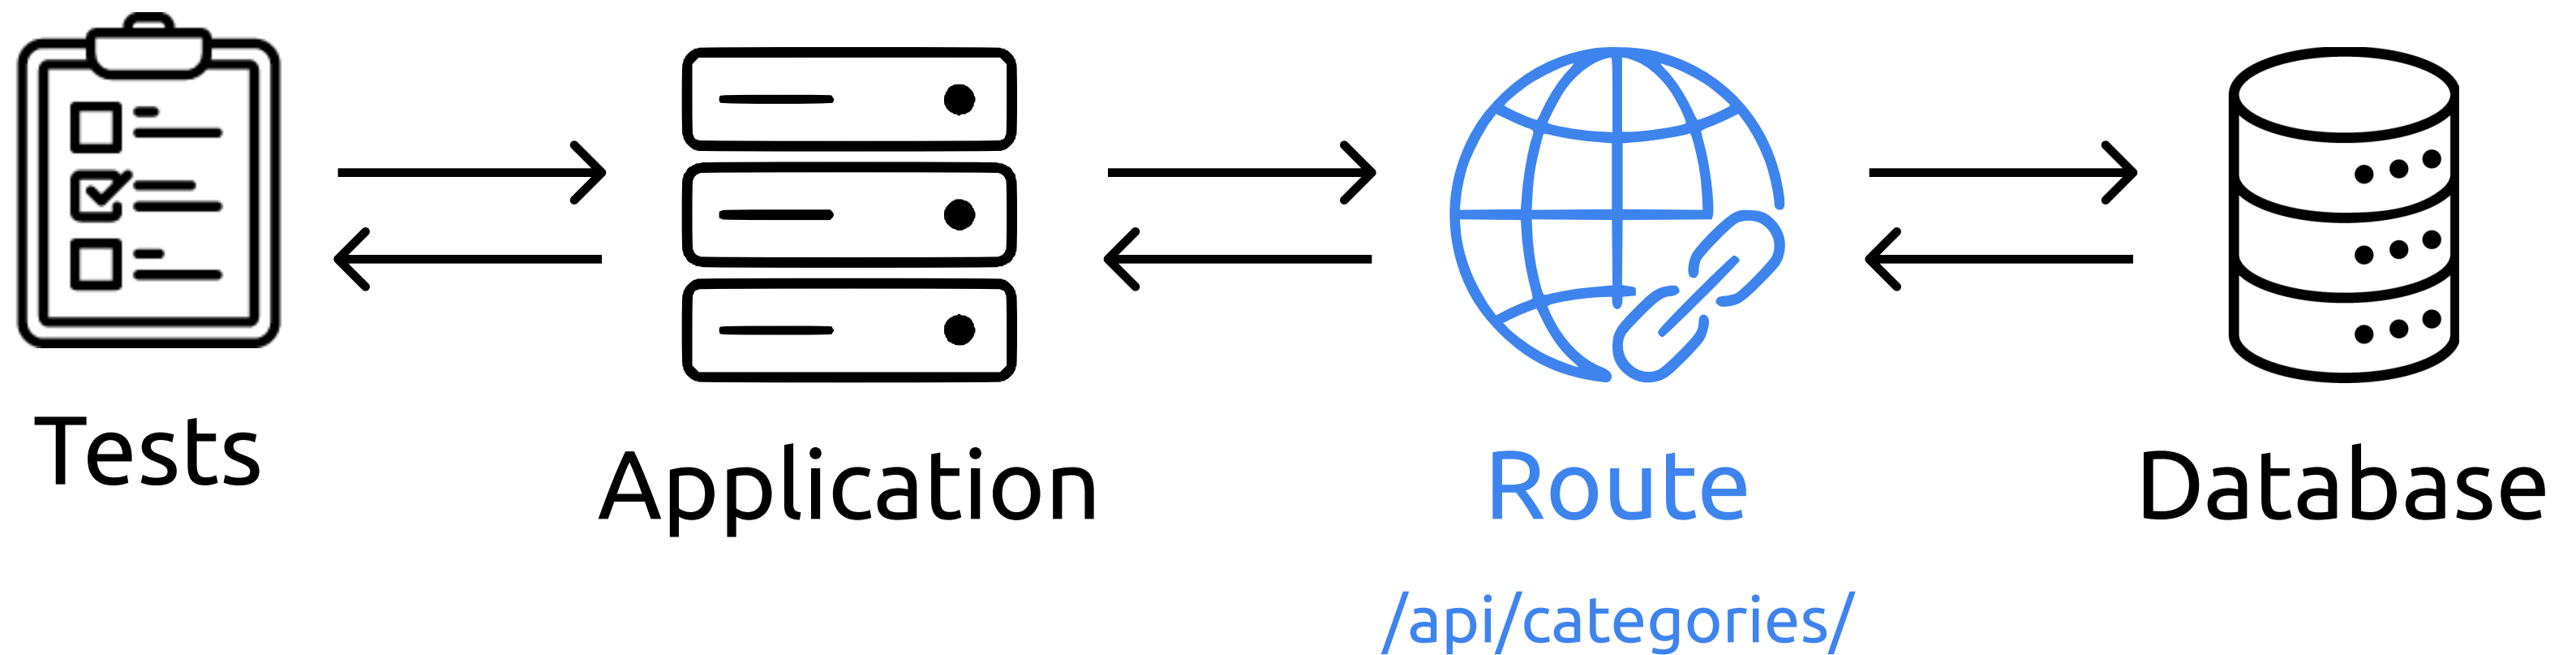 Tests
Application
Route
Database
/api/categories/